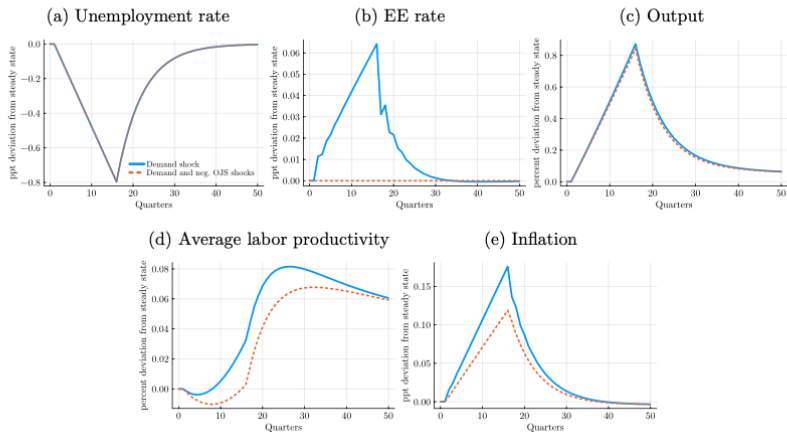 (a) Unemployment rate
ppt deviation from steady state
0.0
−0.2
−0.4
−0.6
−0.8
0 10 20 30 40 50
Quarters
Demand shock
Demand and neg. OJS shocks
(b) EE rate
ppt deviation from steady state
0.06
0.05
0.04
0.03
0.02
0.01
0.00
0 10 20 30 40 50
Quarters
(c) Output
percent deviation from steady state
0.8
0.6
0.4
0.2
0.0
0 10 20 30 40 50
Quarters
(d) Average labor productivity
percent deviation from steady state
0.08
0.06
0.04
0.02
0.00
0 10 20 30 40 50
Quarters
(e) Inflation
ppt deviation from steady state
0.15
0.10
0.05
0.00
0 10 20 30 40 50
Quarters